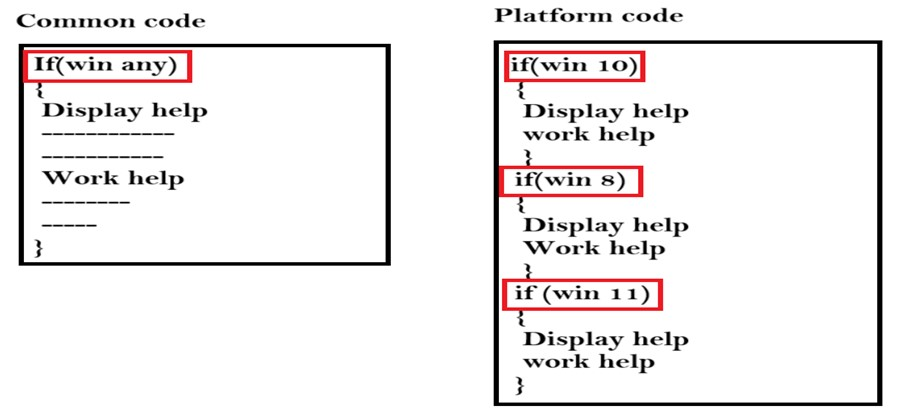 Common code
If(win any)
{
Display help
------------
-----------
Work help
--------
-----
}
Platform code
if(win 10)
{
Display help
work help
}
if(win 8)
{
Display help
Work help
}
if (win 11)
{
Display help
work help
}